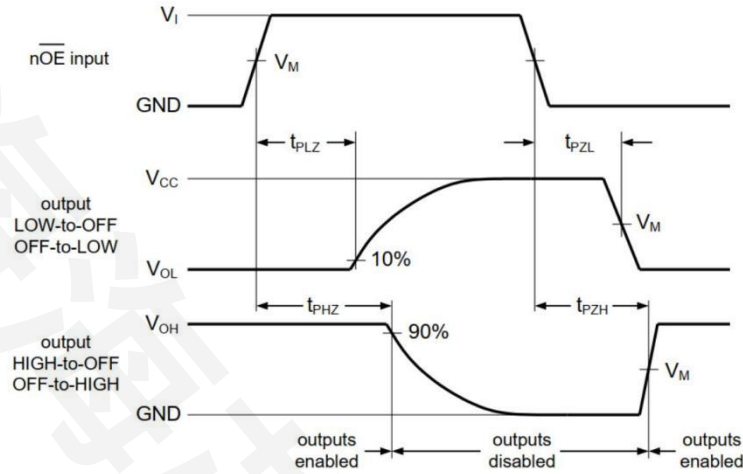 V_I
nOE input
V_M
GND
t_PLZ
t_PZL
V_CC
output
LOW-to-OFF
OFF-to-LOW
V_M
10%
V_OL
t_PHZ
t_PZH
V_OH
90%
output
HIGH-to-OFF
OFF-to-HIGH
V_M
GND
outputs
enabled
outputs
disabled
outputs
enabled